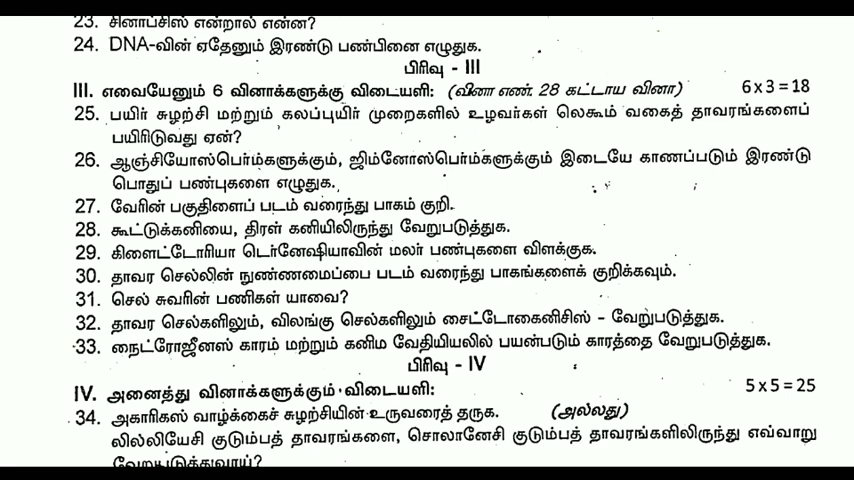 23. சினாப்சிஸ் என்றால் என்ன?
24. DNA-வின் ஏதேனும் இரண்டு பண்பினை எழுதுக.
பிரிவு - III
III. எவையேனும் 6 வினாக்களுக்கு விடையளி: (வினா எண். 28 கட்டாய வினா) 6 x 3 = 18
25. பயிர் சுழற்சி மற்றும் கலப்புயிர் முறைகளில் உழவர்கள் லெகூம் வகைத் தாவரங்களைப்
பயிரிடுவது ஏன்?
26. ஆஞ்சியோஸ்பெர்ம்களுக்கும், ஜிம்னோஸ்பெர்ம்களுக்கும் இடையே காணப்படும் இரண்டு
பொதுப் பண்புகளை எழுதுக.
27. வேரின் பகுதிளைப் படம் வரைந்து பாகம் குறி.
28. கூட்டுக்கனியை, திரள் கனியிலிருந்து வேறுபடுத்துக.
29. கிளைட்டோரியா டெர்னேஷியாவின் மலர் பண்புகளை விளக்குக.
30. தாவர செல்லின் நுண்ணமைப்பை படம் வரைந்து பாகங்களைக் குறிக்கவும்.
31. செல் சுவரின் பணிகள் யாவை?
32. தாவர செல்களிலும், விலங்கு செல்களிலும் சைட்டோகைனிசிஸ் - வேறுபடுத்துக.
33. நைட்ரோஜீனஸ் காரம் மற்றும் கனிம வேதியியலில் பயன்படும் காரத்தை வேறுபடுத்துக.
பிரிவு - IV
IV. அனைத்து வினாக்களுக்கும் விடையளி: 5 x 5 = 25
34. அகாரிகஸ் வாழ்க்கைச் சுழற்சியின் உருவரைத் தருக. (அல்லது)
லில்லியேசி குடும்பத் தாவரங்களை, சொலானேசி குடும்பத் தாவரங்களிலிருந்து எவ்வாறு
வேறுபடுத்துவாய்?